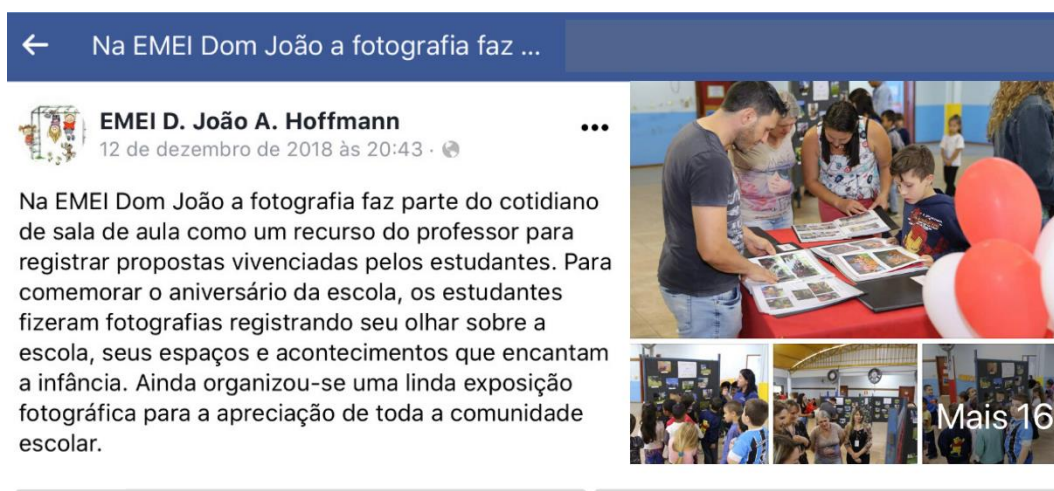 Na EMEI Dom João a fotografia faz ...
EMEI D. João A. Hoffmann
12 de dezembro de 2018 às 20:43 ·
Na EMEI Dom João a fotografia faz parte do cotidiano
de sala de aula como um recurso do professor para
registrar propostas vivenciadas pelos estudantes. Para
comemorar o aniversário da escola, os estudantes
fizeram fotografias registrando seu olhar sobre a
escola, seus espaços e acontecimentos que encantam
a infância. Ainda organizou-se uma linda exposição
fotográfica para a apreciação de toda a comunidade
escolar.
Mais 16